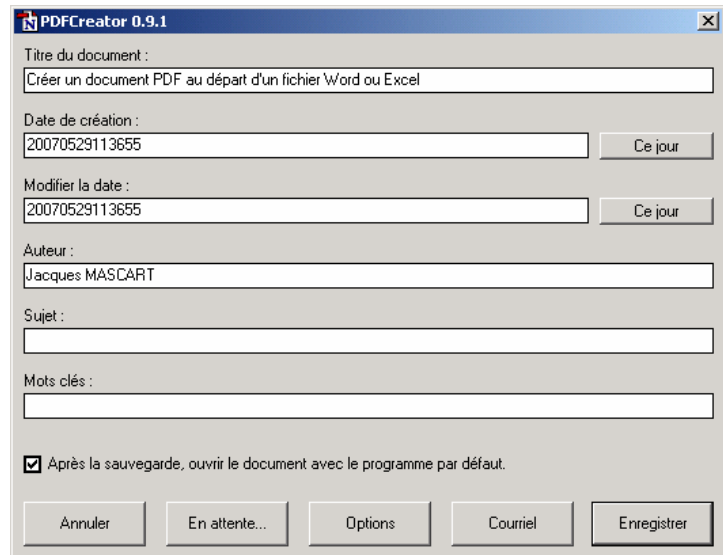 PDFCreator 0.9.1
Titre du document :
Créer un document PDF au départ d'un fichier Word ou Excel
Date de création :
20070529113655 Ce jour
Modifier la date :
20070529113655 Ce jour
Auteur :
Jacques MASCART
Sujet :
Mots clés :
Après la sauvegarde, ouvrir le document avec le programme par défaut.
Annuler En attente... Options Courriel Enregistrer